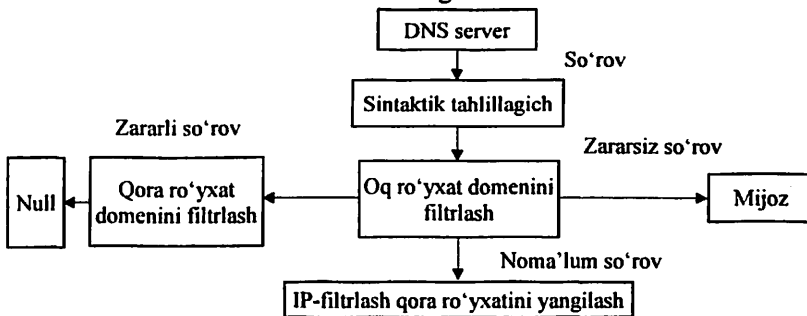 DNS server
So‘rov
Sintaktik tahlillagich
Zararli so‘rov
Zararsiz so‘rov
Null
Qora ro‘yxat
domenini filtrlash
Oq ro‘yxat domenini
filtrlash
Mijoz
Noma’lum so‘rov
IP-filtrlash qora ro‘yxatini yangilash